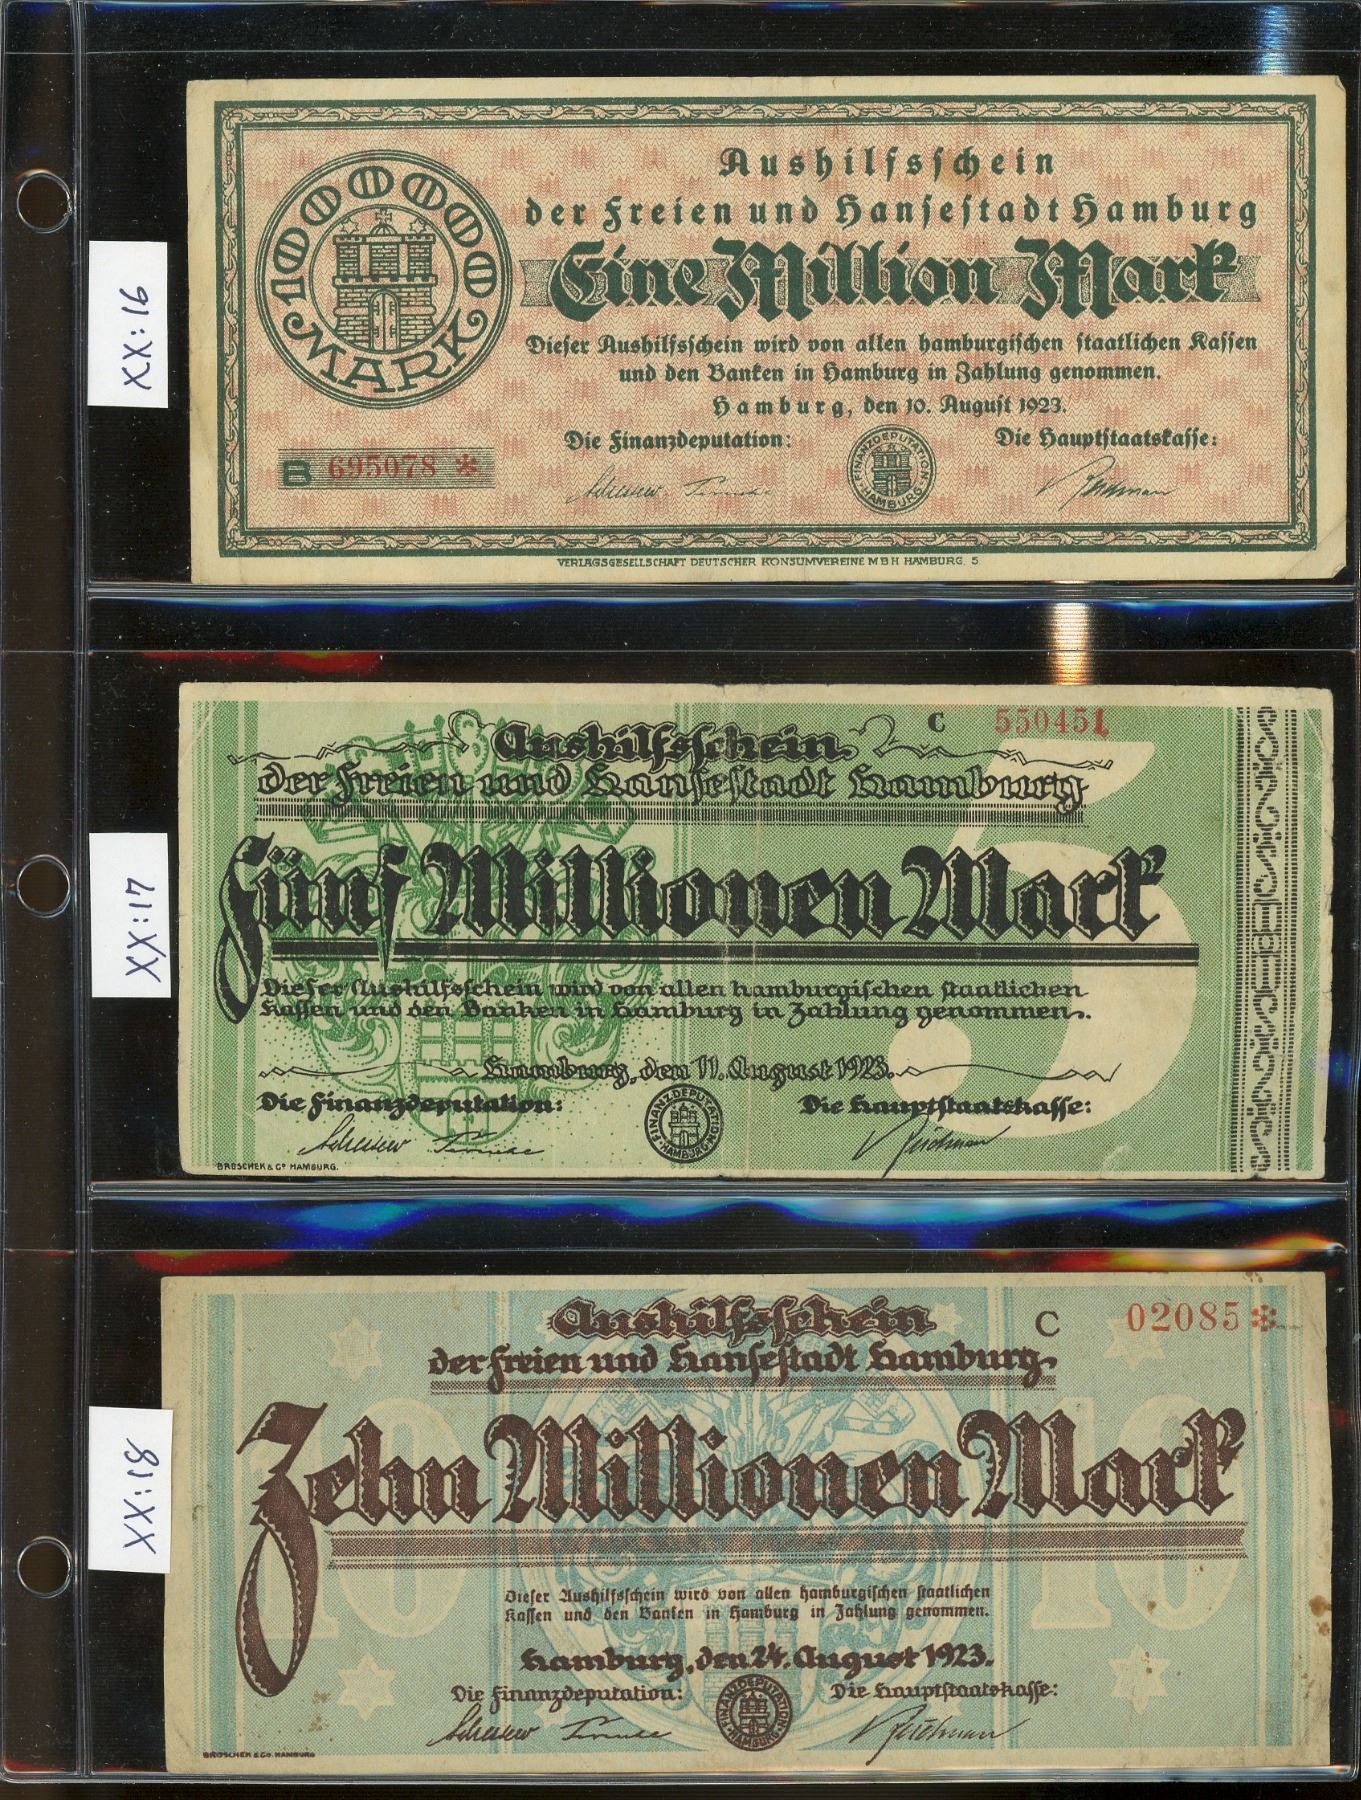 XX:16
1000000
MARK
Aushilfsschein
der Freien und Hansestadt Hamburg
Eine Million Mark
Dieser Aushilfsschein wird von allen hamburgischen staatlichen Kassen
und den Banken in Hamburg in Zahlung genommen.
Hamburg, den 10. August 1923.
Die Finanzdeputation:
Die Hauptstaatskasse:
FINANZDEPUTATION HAMBURG
B 695078 *
VERLAGSGESELLSCHAFT DEUTSCHER KONSUMVEREINE M B H HAMBURG. 5
XX:17
C 550451
Aushilfsschein
der Freien und Hansestadt Hamburg
5
Fünf Millionen Mark
Dieser Aushilfsschein wird von allen hamburgischen staatlichen
Kassen und den Banken in Hamburg in Zahlung genommen.
Hamburg, den 11. August 1923.
Die Finanzdeputation:
Die Hauptstaatskasse:
FINANZDEPUTATION HAMBURG
BROSCHEK & Co HAMBURG.
XX:18
Aushilfsschein
C 02085*
der Freien und Hansestadt Hamburg
10
10
Zehn Millionen Mark
Dieser Aushilfsschein wird von allen hamburgischen staatlichen
Kassen und den Banken in Hamburg in Zahlung genommen.
Hamburg, den 24. August 1923.
Die Finanzdeputation:
Die Hauptstaatskasse:
FINANZDEPUTATION HAMBURG
BROSCHEK & CO. HAMBURG